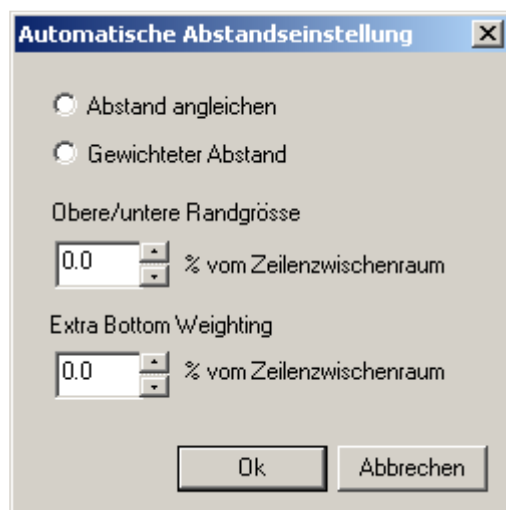 Automatische Abstandseinstellung
Abstand angleichen
Gewichteter Abstand
Obere/untere Randgrösse
0.0 % vom Zeilenzwischenraum
Extra Bottom Weighting
0.0 % vom Zeilenzwischenraum
Ok Abbrechen